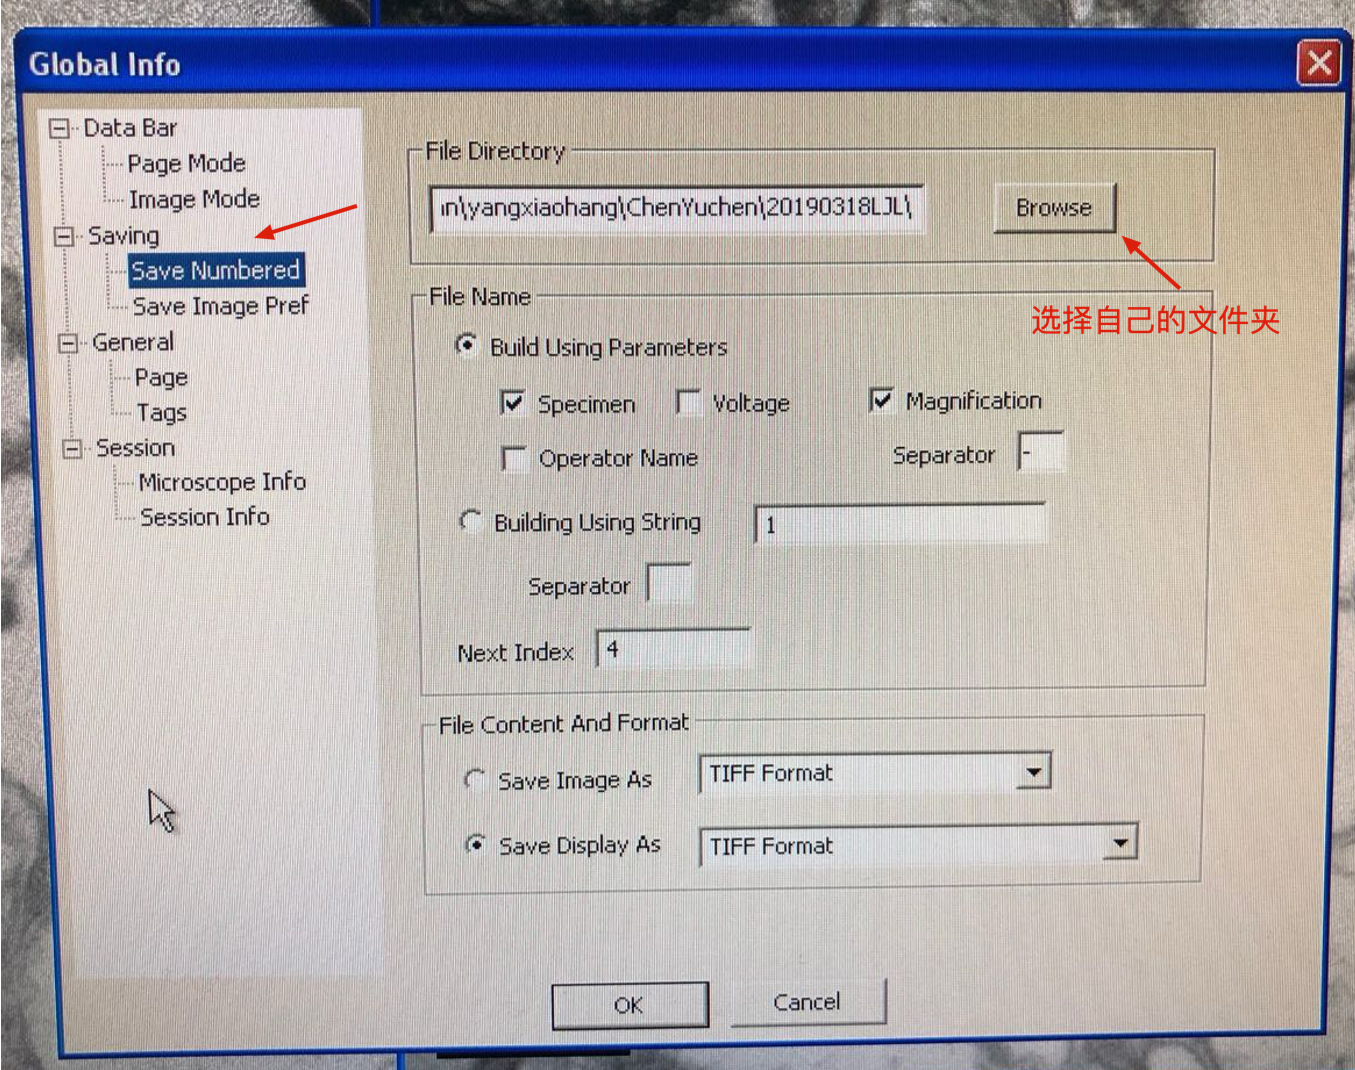 Global Info
Data Bar
Page Mode
Image Mode
Saving
Save Numbered
Save Image Pref
General
Page
Tags
Session
Microscope Info
Session Info
File Directory
\yangxiaohang\ChenYuchen\20190318LJL\
Browse
选择自己的文件夹
File Name
Build Using Parameters
Specimen Voltage Magnification
Operator Name Separator -
Building Using String 1
Separator
Next Index 4
File Content And Format
Save Image As TIFF Format
Save Display As TIFF Format
OK Cancel